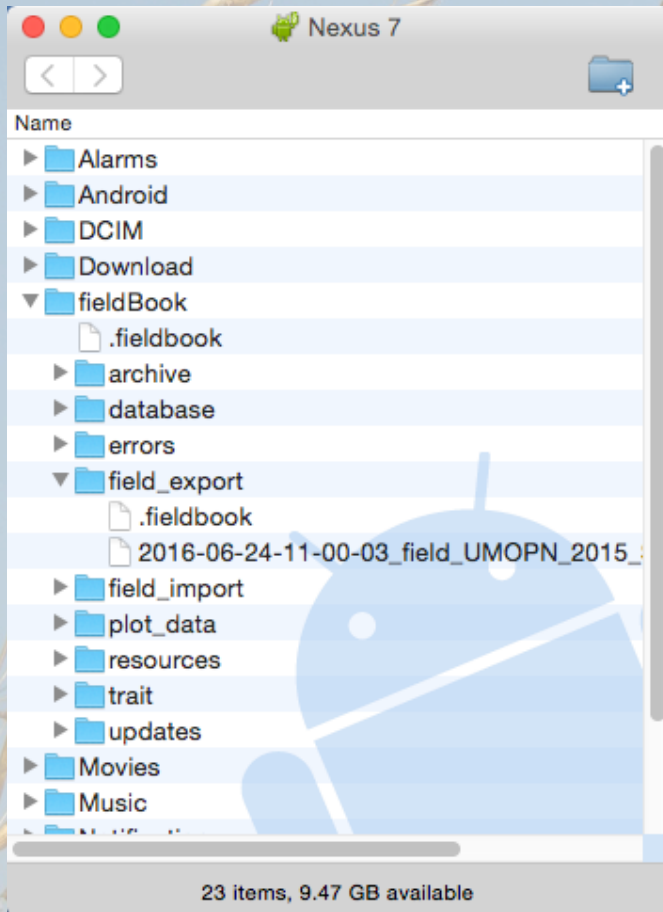 Nexus 7
Name
Alarms
Android
DCIM
Download
fieldBook
.fieldbook
archive
database
errors
field_export
.fieldbook
2016-06-24-11-00-03_field_UMOPN_2015_
field_import
plot_data
resources
trait
updates
Movies
Music
23 items, 9.47 GB available